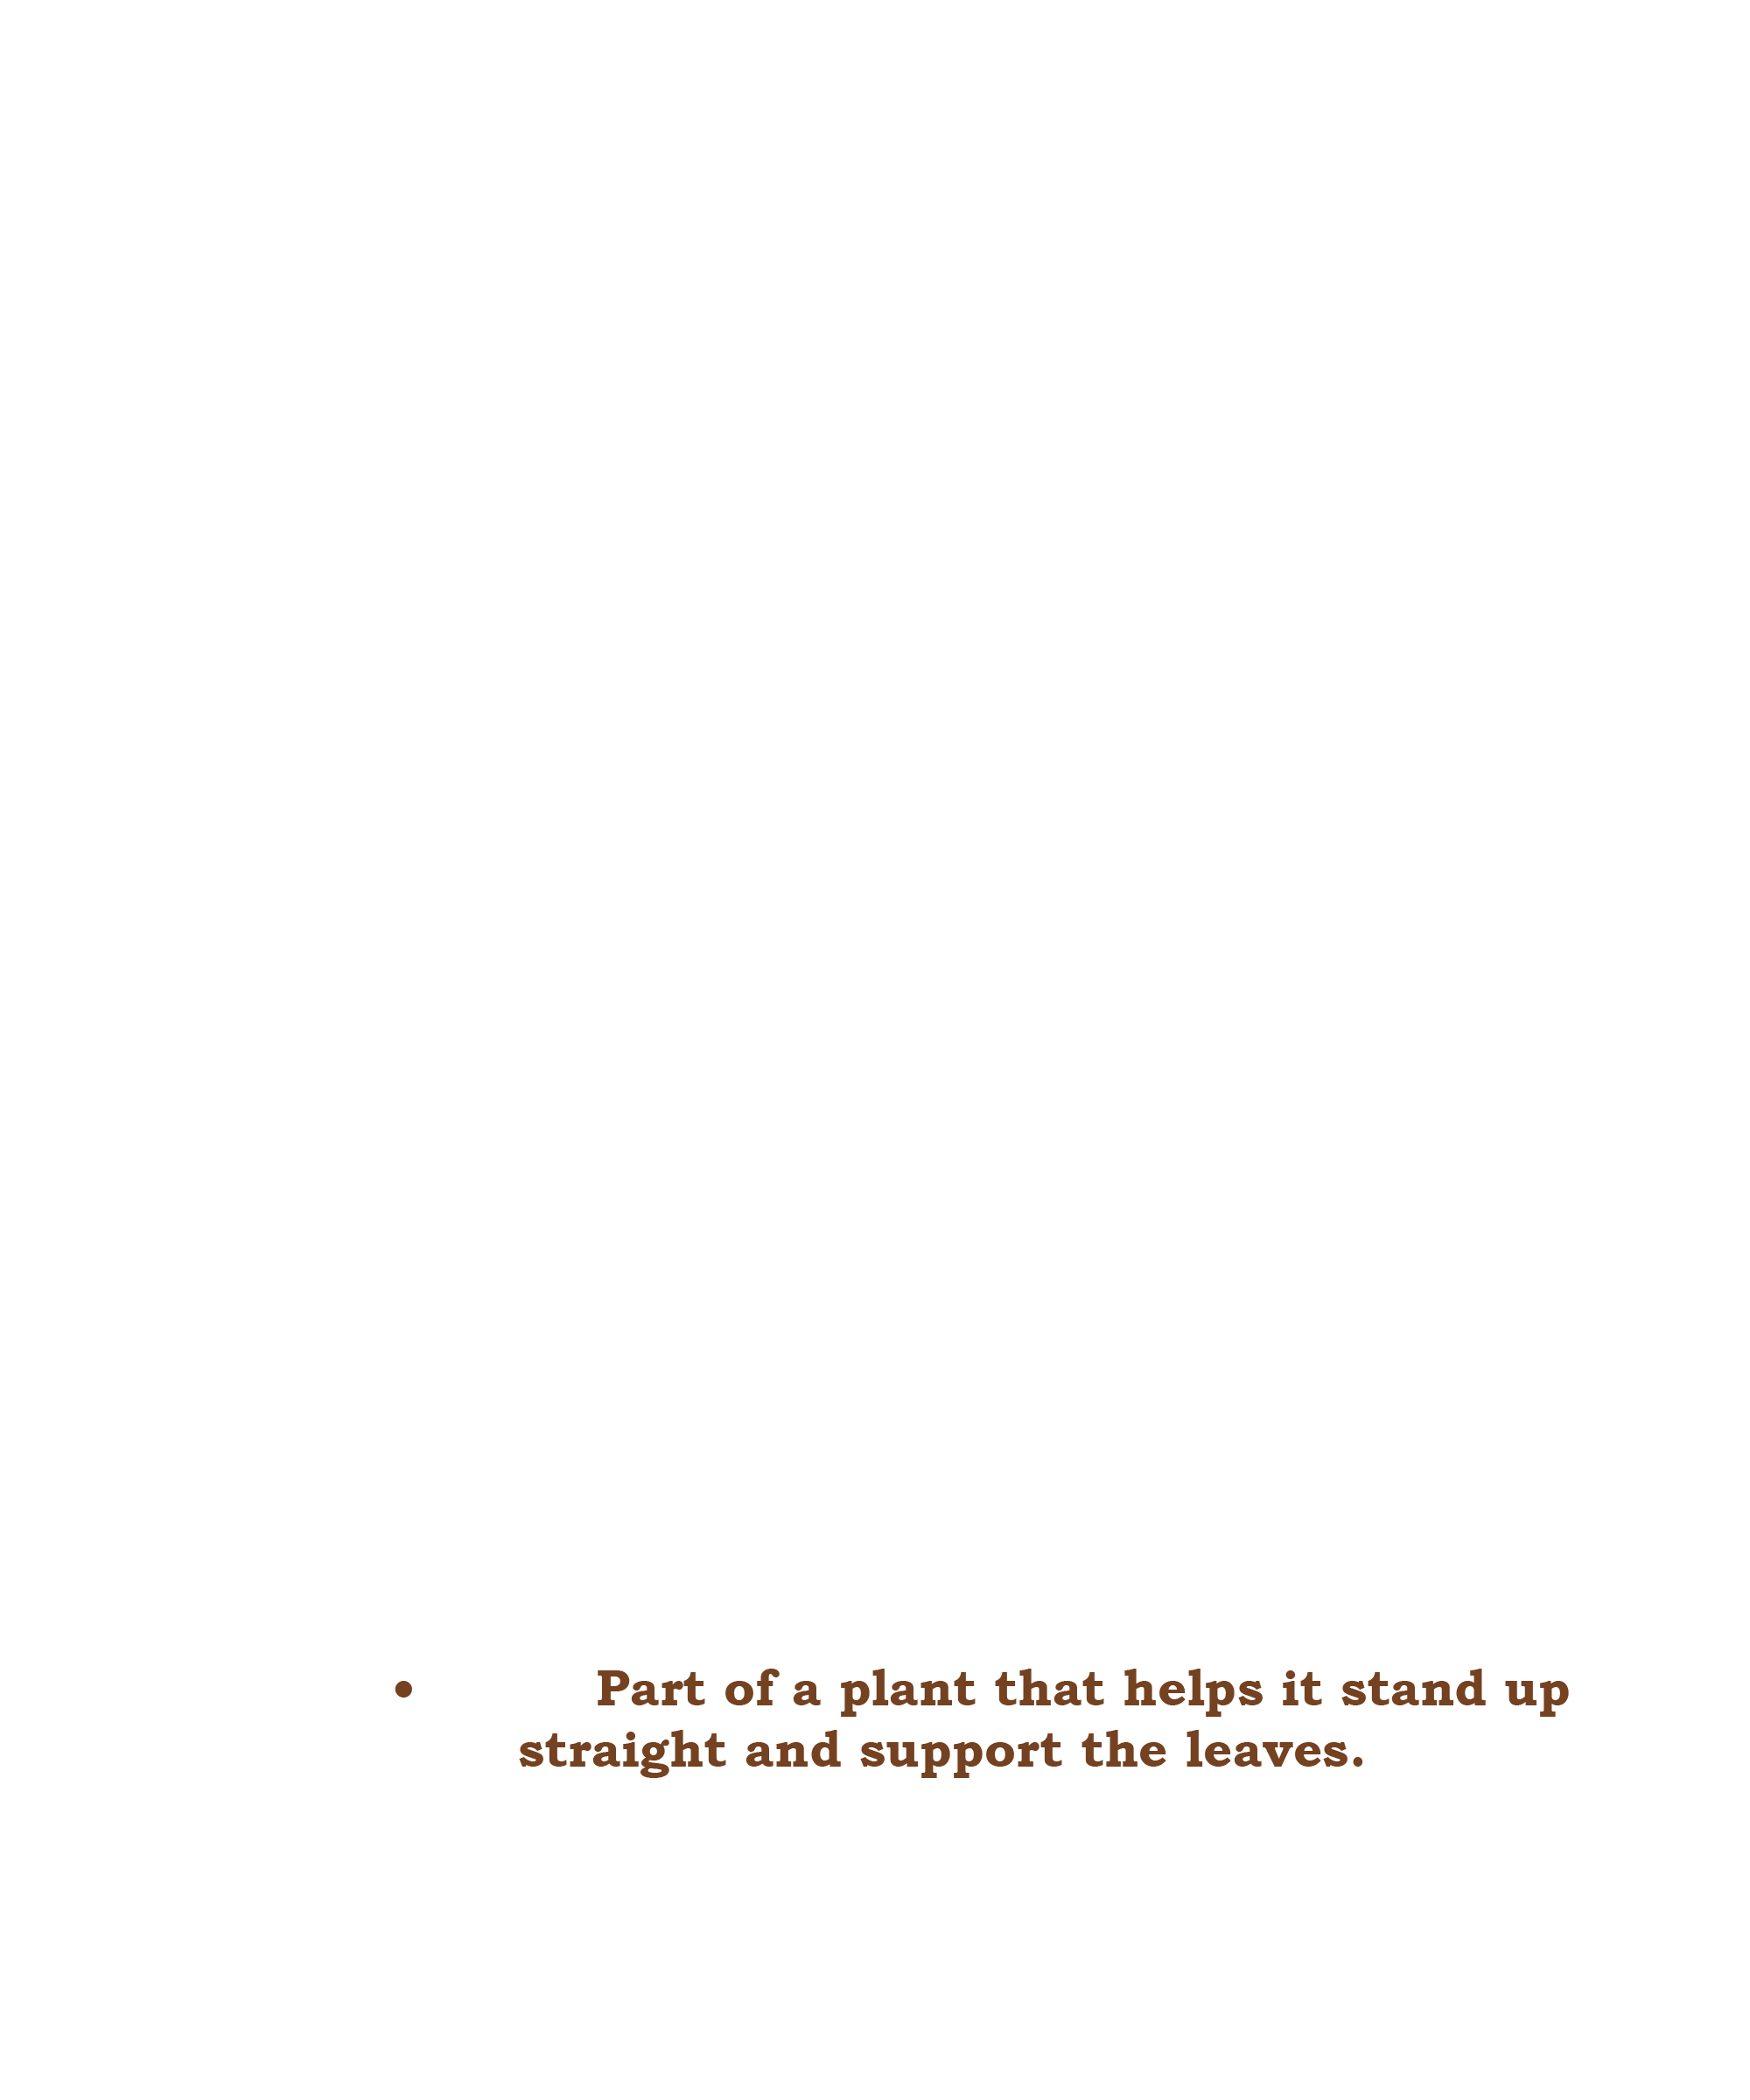 • Part of a plant that helps it stand up
straight and support the leaves.